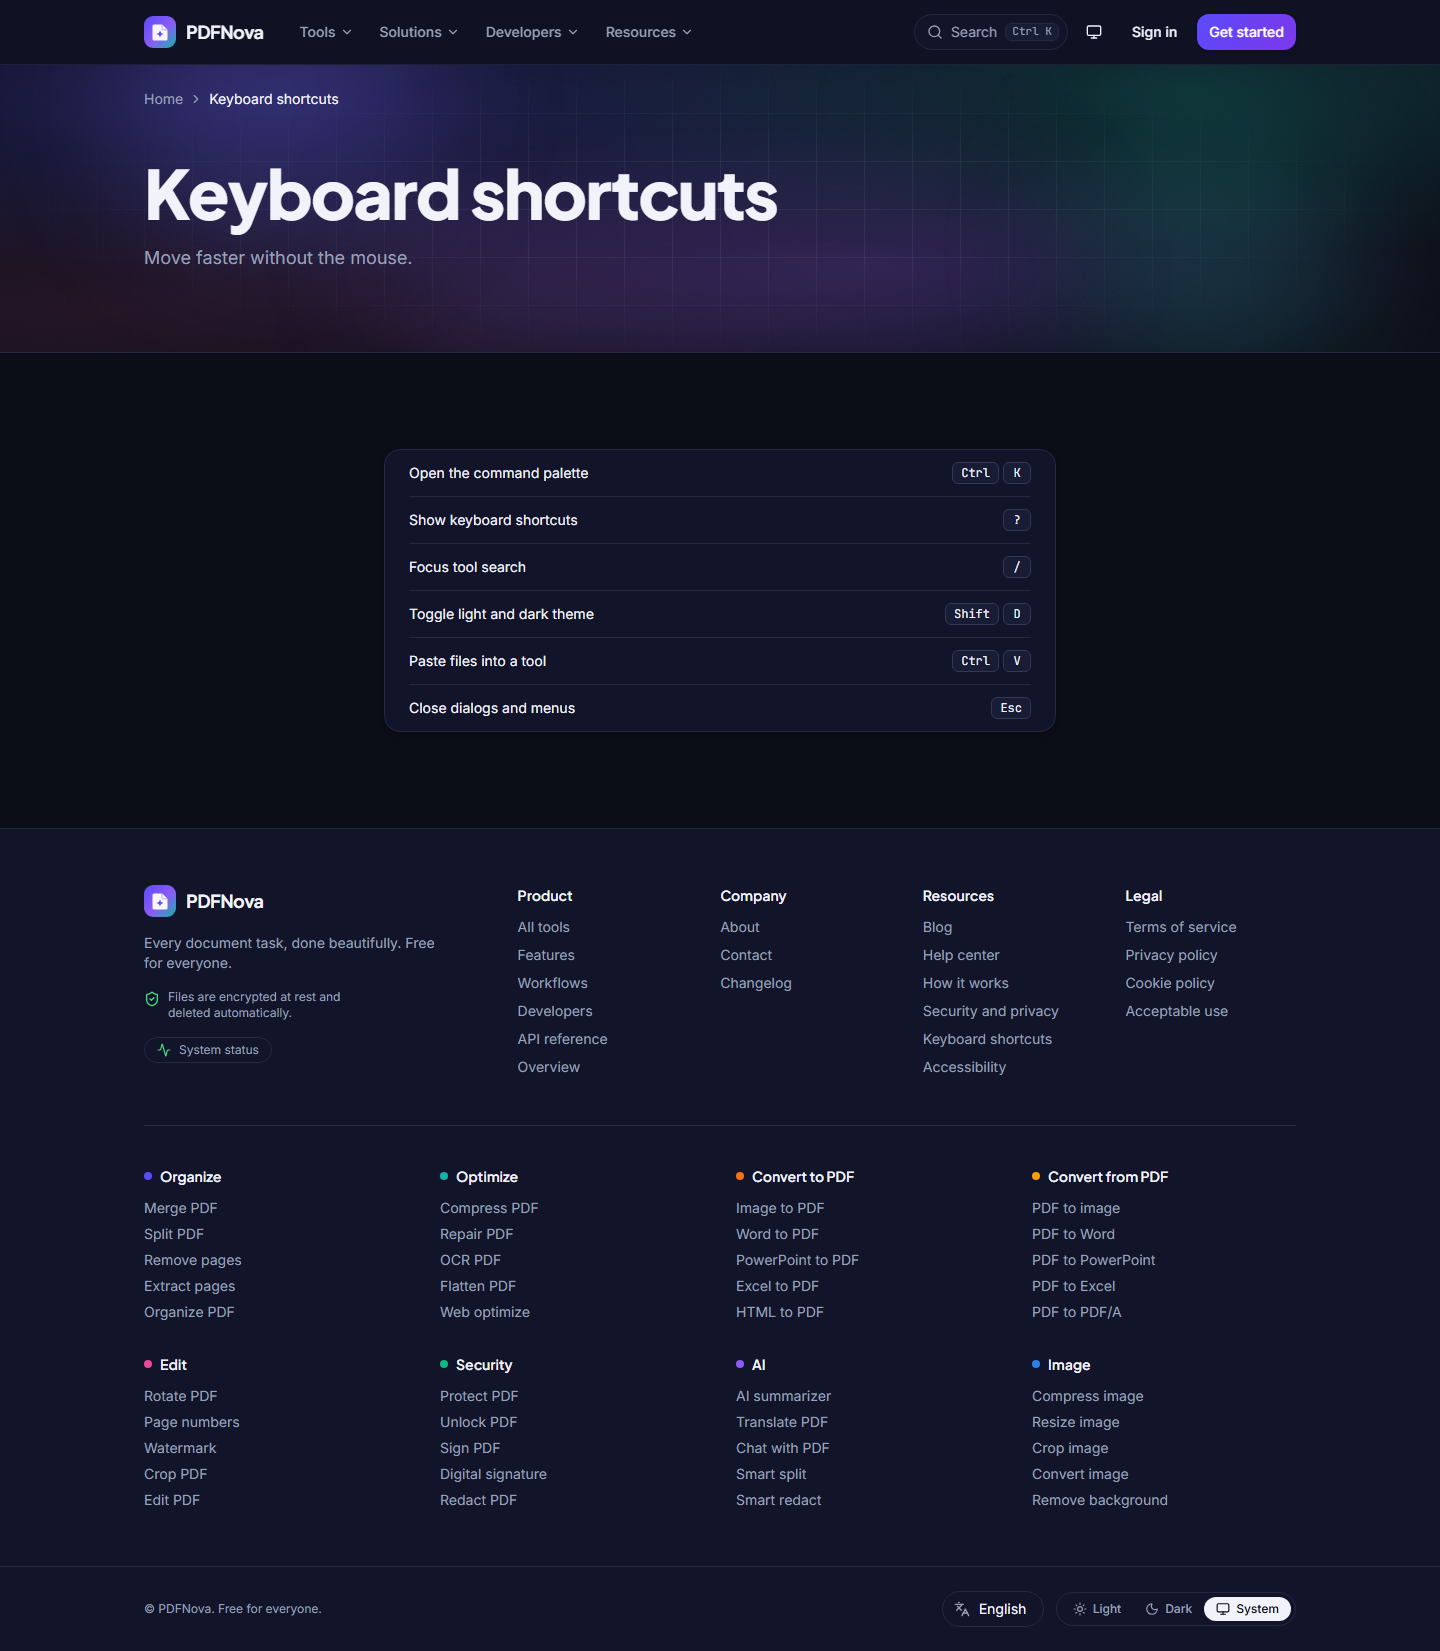 PDFNova
Tools
Solutions
Developers
Resources
Search
Ctrl K
Sign in
Get started
Home
Keyboard shortcuts
Keyboard shortcuts
Move faster without the mouse.
Open the command palette
Ctrl K
Show keyboard shortcuts
?
Focus tool search
/
Toggle light and dark theme
Shift D
Paste files into a tool
Ctrl V
Close dialogs and menus
Esc
PDFNova
Every document task, done beautifully. Free
for everyone.
Files are encrypted at rest and
deleted automatically.
System status
Product
All tools
Features
Workflows
Developers
API reference
Overview
Company
About
Contact
Changelog
Resources
Blog
Help center
How it works
Security and privacy
Keyboard shortcuts
Accessibility
Legal
Terms of service
Privacy policy
Cookie policy
Acceptable use
Organize
Merge PDF
Split PDF
Remove pages
Extract pages
Organize PDF
Optimize
Compress PDF
Repair PDF
OCR PDF
Flatten PDF
Web optimize
Convert to PDF
Image to PDF
Word to PDF
PowerPoint to PDF
Excel to PDF
HTML to PDF
Convert from PDF
PDF to image
PDF to Word
PDF to PowerPoint
PDF to Excel
PDF to PDF/A
Edit
Rotate PDF
Page numbers
Watermark
Crop PDF
Edit PDF
Security
Protect PDF
Unlock PDF
Sign PDF
Digital signature
Redact PDF
AI
AI summarizer
Translate PDF
Chat with PDF
Smart split
Smart redact
Image
Compress image
Resize image
Crop image
Convert image
Remove background
© PDFNova. Free for everyone.
English
Light
Dark
System